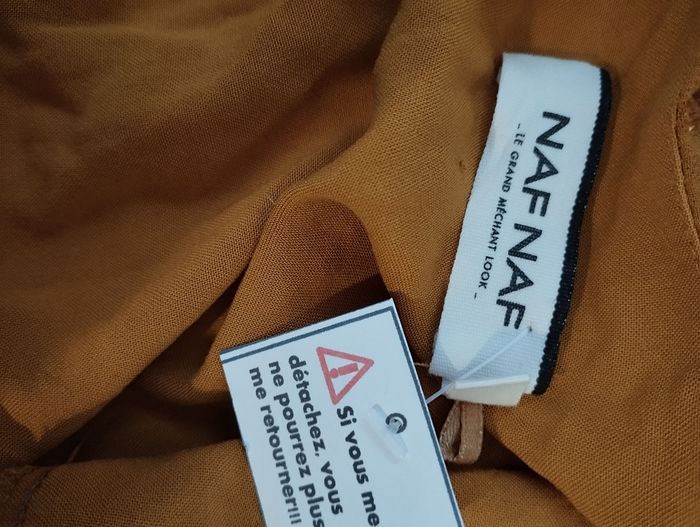 NAF NAF
- LE GRAND MÉCHANT LOOK -
Si vous me
détachez, vous
ne pourrez plus
me retourner!!!